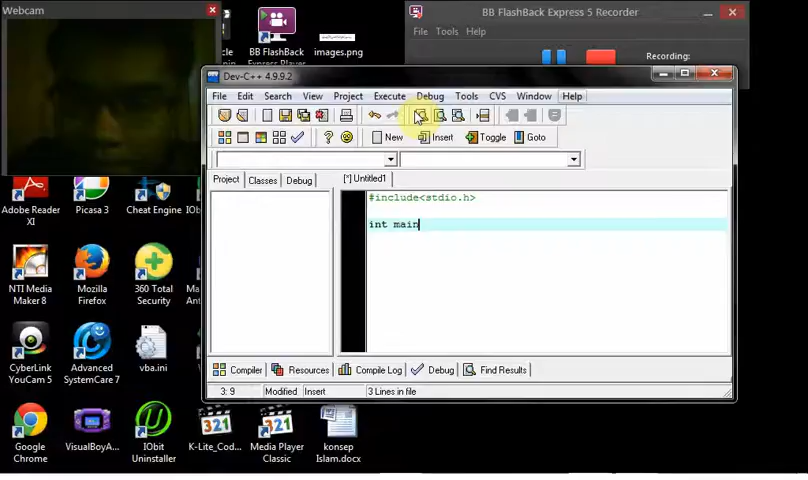 Webcam
BB FlashBack
Express Player
images.png
BB FlashBack Express 5 Recorder
File Tools Help
Recording:
Dev-C++ 4.9.9.2
File Edit Search View Project Execute Debug Tools CVS Window Help
New Insert Toggle Goto
Project Classes Debug
[*] Untitled1
#include<stdio.h>
int main
Compiler Resources Compile Log Debug Find Results
3: 9 Modified Insert 3 Lines in file
Adobe Reader
XI
Picasa 3
Cheat Engine
NTI Media
Maker 8
Mozilla
Firefox
360 Total
Security
CyberLink
YouCam 5
Advanced
SystemCare 7
vba.ini
Google
Chrome
VisualBoyA...
IObit
Uninstaller
K-Lite_Cod...
Media Player
Classic
konsep
Islam.docx
321
321